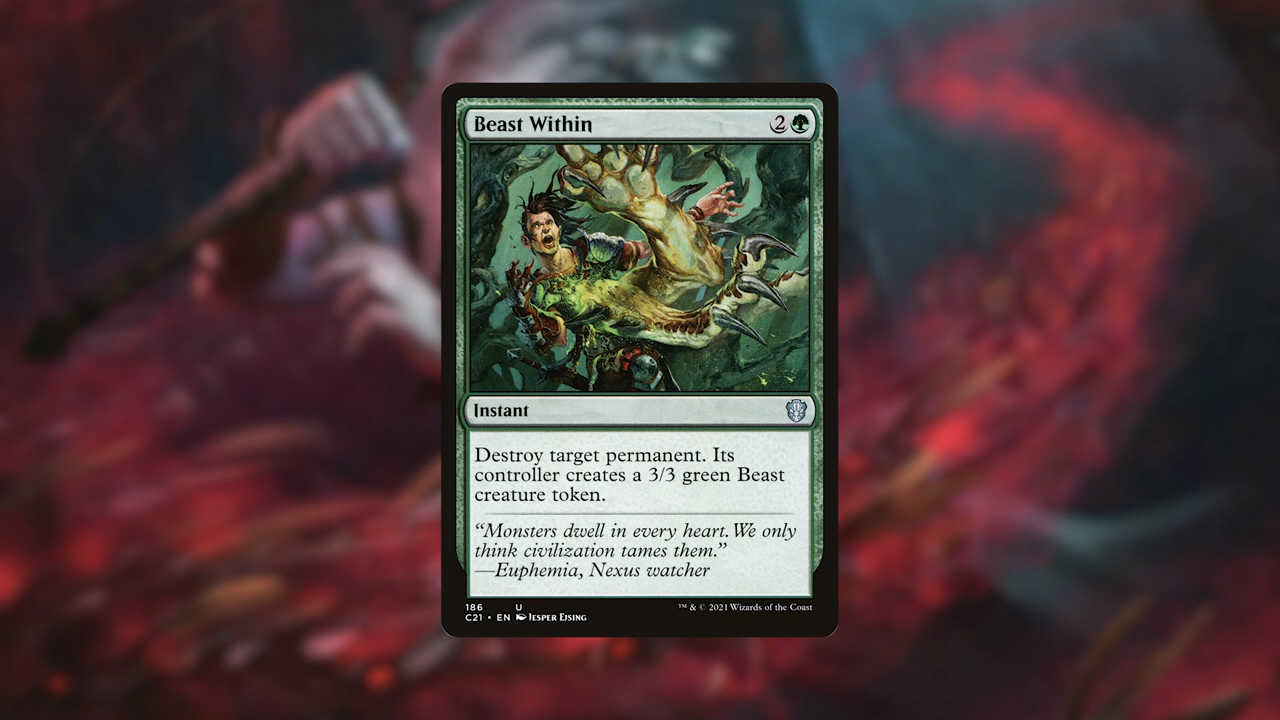 Beast Within 2
Instant
Destroy target permanent. Its
controller creates a 3/3 green Beast
creature token.
“Monsters dwell in every heart. We only
think civilization tames them.”
—Euphemia, Nexus watcher
186 U
C21 • EN Jesper Eising
™ & © 2021 Wizards of the Coast